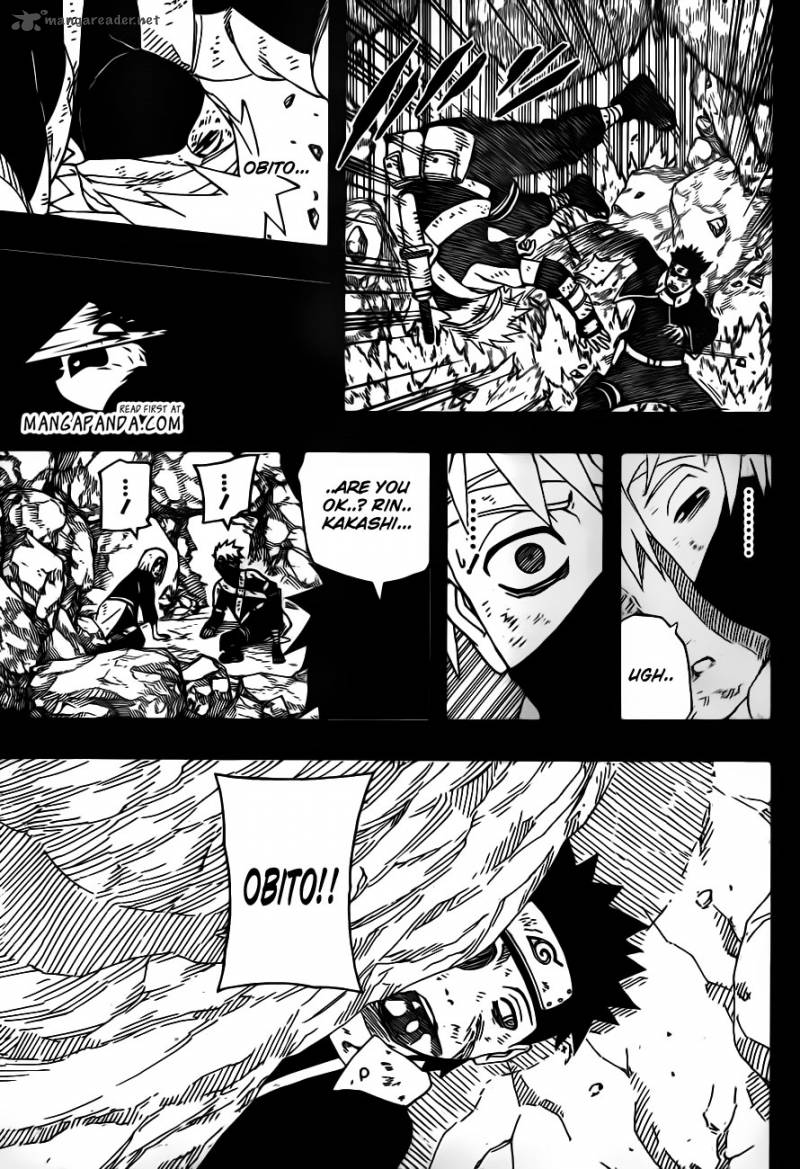 mangareader.net
OBITO...
READ FIRST AT
MANGAPANDA.COM
.........
UGH..
...
..ARE YOU
OK..? RIN..
KAKASHI...
...!
...!
OBITO!!